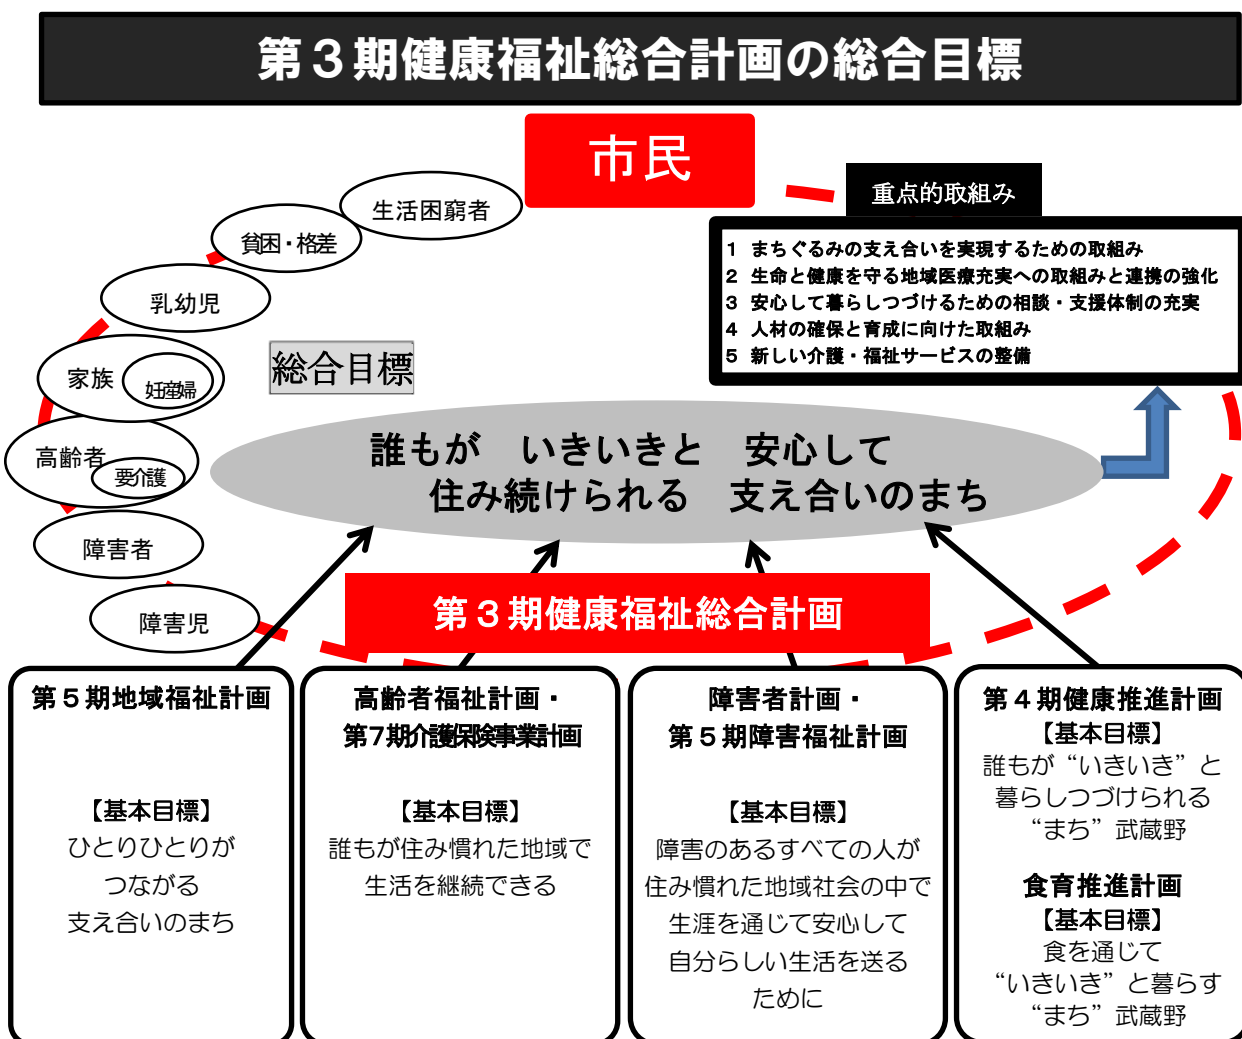 第３期健康福祉総合計画の総合目標
市民
生活困窮者
貧困・格差
乳幼児
家族
妊産婦
高齢者
要介護
障害者
障害児
重点的取組み
1 まちぐるみの支え合いを実現するための取組み
2 生命と健康を守る地域医療充実への取組みと連携の強化
3 安心して暮らしつづけるための相談・支援体制の充実
4 人材の確保と育成に向けた取組み
5 新しい介護・福祉サービスの整備
総合目標
誰もが　いきいきと　安心して
住み続けられる　支え合いのまち
第３期健康福祉総合計画
第５期地域福祉計画
【基本目標】
ひとりひとりが
つながる
支え合いのまち
高齢者福祉計画・
第7期介護保険事業計画
【基本目標】
誰もが住み慣れた地域で
生活を継続できる
障害者計画・
第５期障害福祉計画
【基本目標】
障害のあるすべての人が
住み慣れた地域社会の中で
生涯を通じて安心して
自分らしい生活を送る
ために
第４期健康推進計画
【基本目標】
誰もが“いきいき”と
暮らしつづけられる
“まち”武蔵野
食育推進計画
【基本目標】
食を通じて
“いきいき”と暮らす
“まち”武蔵野